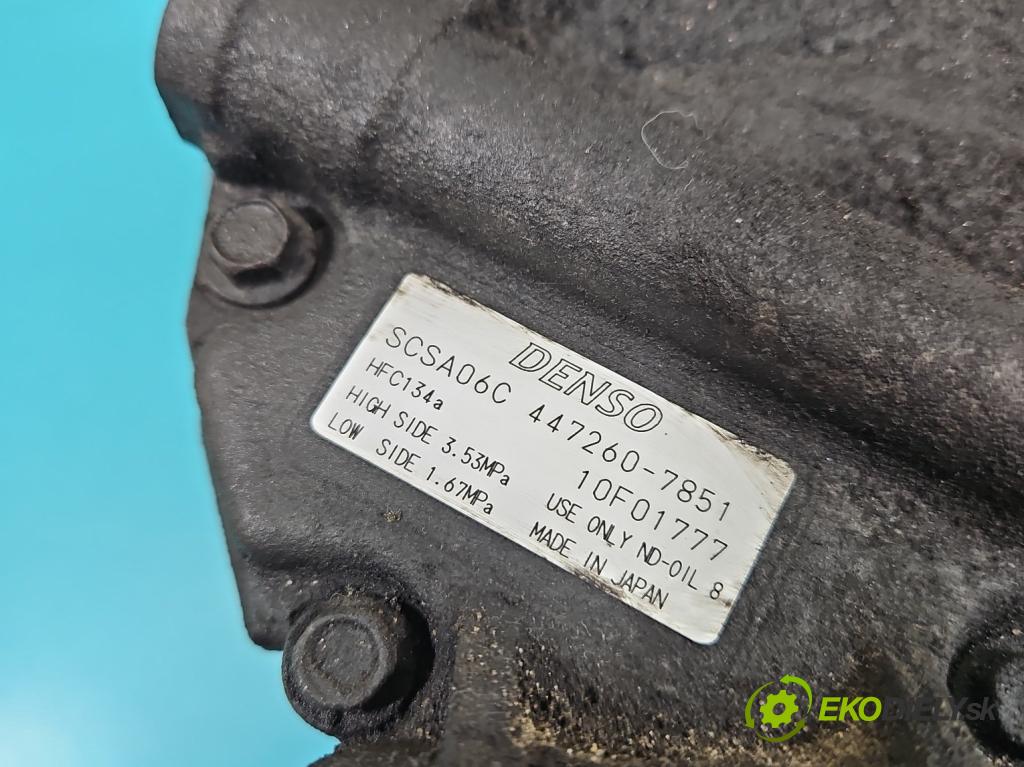 DENSO
SCSA06C 447260-7851
HFC134a 10F01777
HIGH SIDE 3.53MPa USE ONLY ND-OIL 8
LOW SIDE 1.67MPa MADE IN JAPAN
EKODIELY.sk